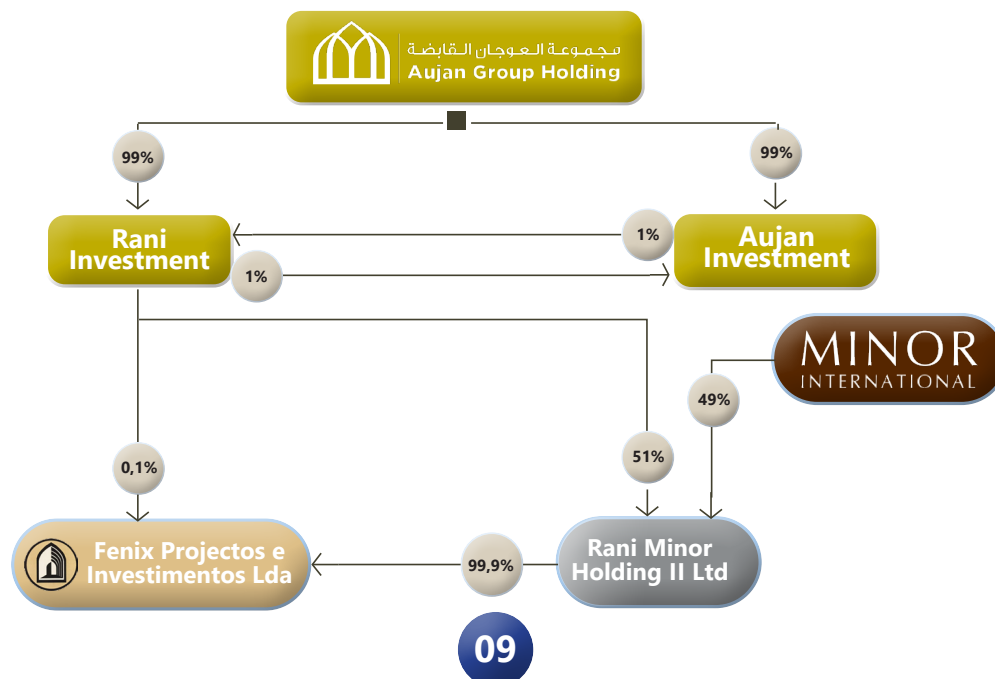 مجموعة العوجان القابضة
Aujan Group Holding
99%
99%
Rani
Investment
1%
Aujan
Investment
1%
MINOR
INTERNATIONAL
49%
0,1%
51%
Fenix Projectos e
Investimentos Lda
99,9%
Rani Minor
Holding II Ltd
09